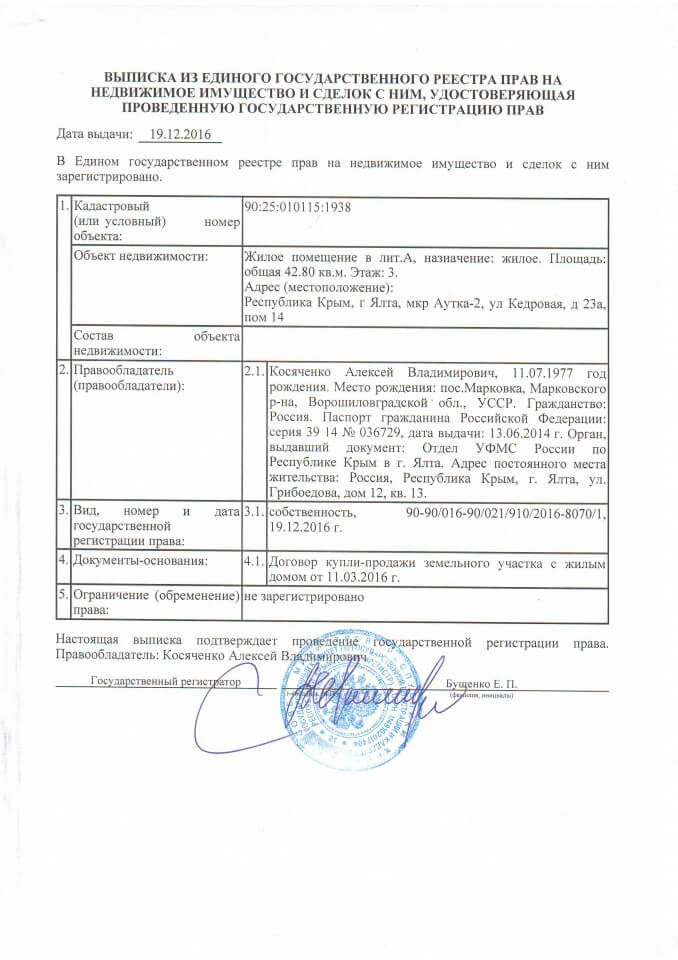 ВЫПИСКА ИЗ ЕДИНОГО ГОСУДАРСТВЕННОГО РЕЕСТРА ПРАВ НА
НЕДВИЖИМОЕ ИМУЩЕСТВО И СДЕЛОК С НИМ, УДОСТОВЕРЯЮЩАЯ
ПРОВЕДЕННУЮ ГОСУДАРСТВЕННУЮ РЕГИСТРАЦИЮ ПРАВ
Дата выдачи: 19.12.2016
В Едином государственном реестре прав на недвижимое имущество и сделок с ним
зарегистрировано.
1. Кадастровый
(или условный) номер
объекта:
90:25:010115:1938
Объект недвижимости:
Жилое помещение в лит.А, назначение: жилое. Площадь:
общая 42.80 кв.м. Этаж: 3.
Адрес (местоположение):
Республика Крым, г Ялта, мкр Аутка-2, ул Кедровая, д 23а,
пом 14
Состав объекта
недвижимости:
2. Правообладатель
(правообладатели):
2.1. Косяченко Алексей Владимирович, 11.07.1977 год
рождения. Место рождения: пос.Марковка, Марковского
р-на, Ворошиловградской обл., УССР. Гражданство:
Россия. Паспорт гражданина Российской Федерации:
серия 39 14 № 036729, дата выдачи: 13.06.2014 г. Орган,
выдавший документ: Отдел УФМС России по
Республике Крым в г. Ялта. Адрес постоянного места
жительства: Россия, Республика Крым, г. Ялта, ул.
Грибоедова, дом 12, кв. 13.
3. Вид, номер и дата
государственной
регистрации права:
3.1. собственность, 90-90/016-90/021/910/2016-8070/1,
19.12.2016 г.
4. Документы-основания:
4.1. Договор купли-продажи земельного участка с жилым
домом от 11.03.2016 г.
5. Ограничение (обременение)
права:
не зарегистрировано
Настоящая выписка подтверждает проведение государственной регистрации права.
Правообладатель: Косяченко Алексей Владимирович
Государственный регистратор
Бущенко Е. П.
(фамилия, инициалы)